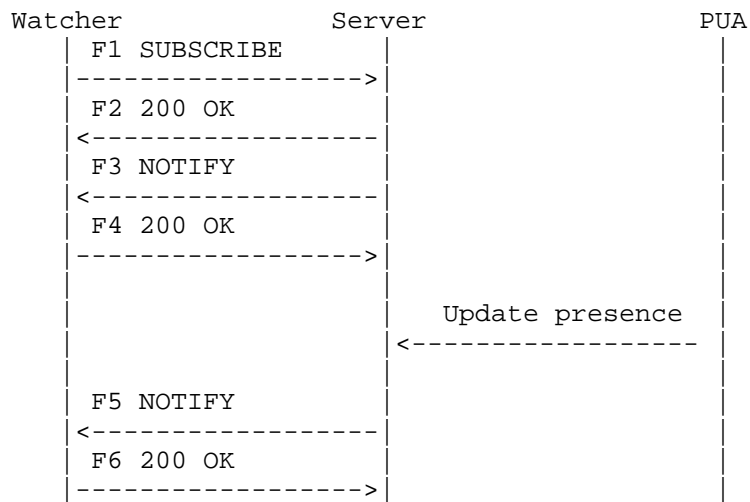 Watcher Server PUA
F1 SUBSCRIBE
F2 200 OK
F3 NOTIFY
F4 200 OK
Update presence
F5 NOTIFY
F6 200 OK